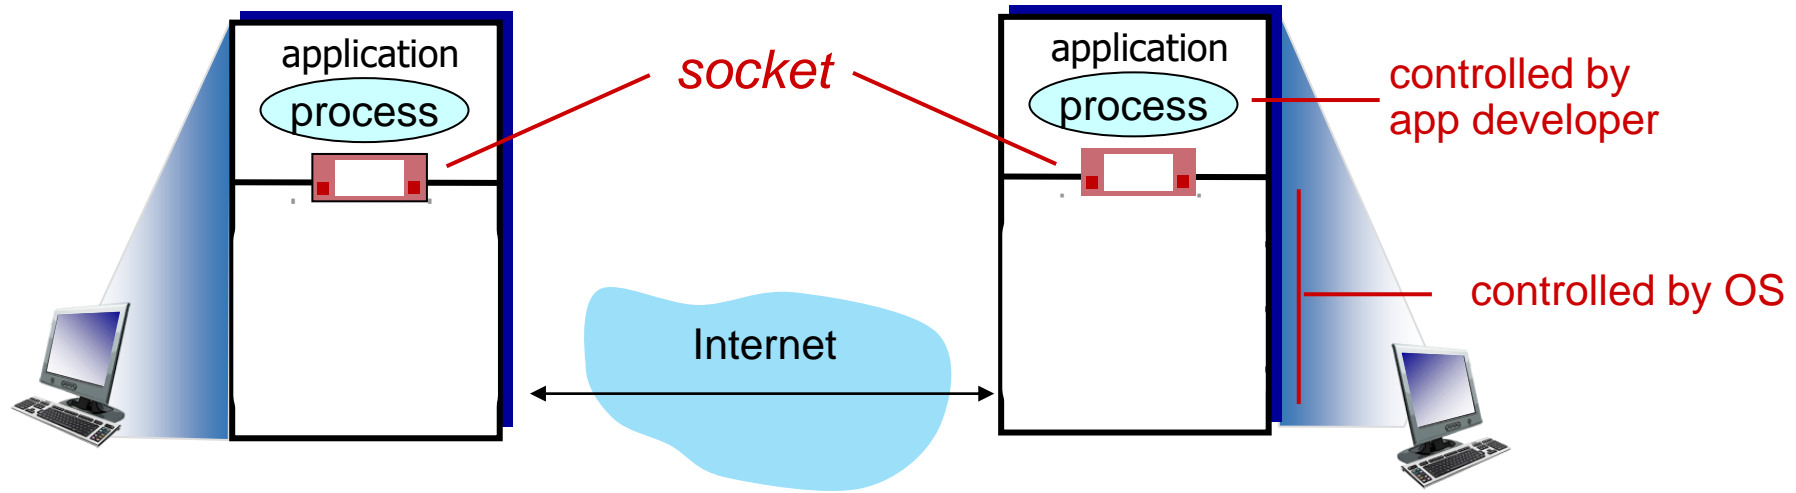 application
process
socket
application
process
controlled by
app developer
controlled by OS
Internet